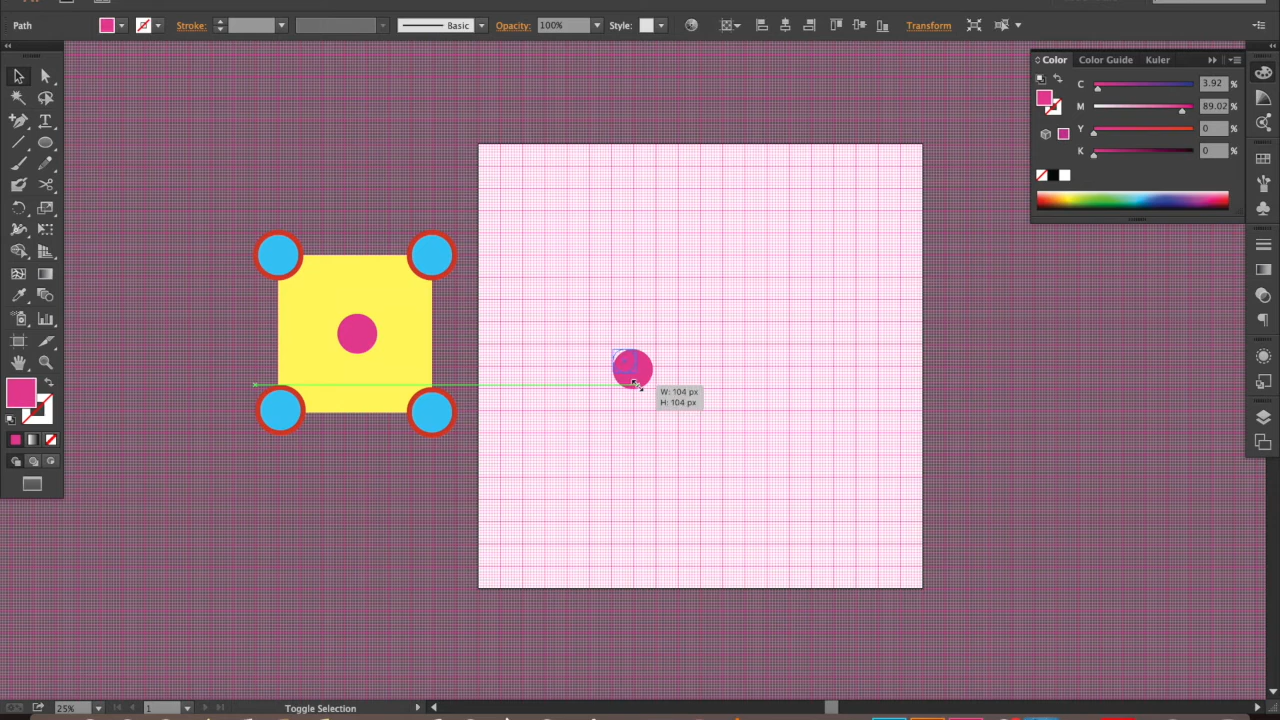 Path
Stroke:
Basic
Opacity: 100%
Style:
Transform
Color Color Guide Kuler
C 3.92 %
M 89.02 %
Y 0 %
K 0 %
W: 104 px
H: 104 px
25% 1 Toggle Selection